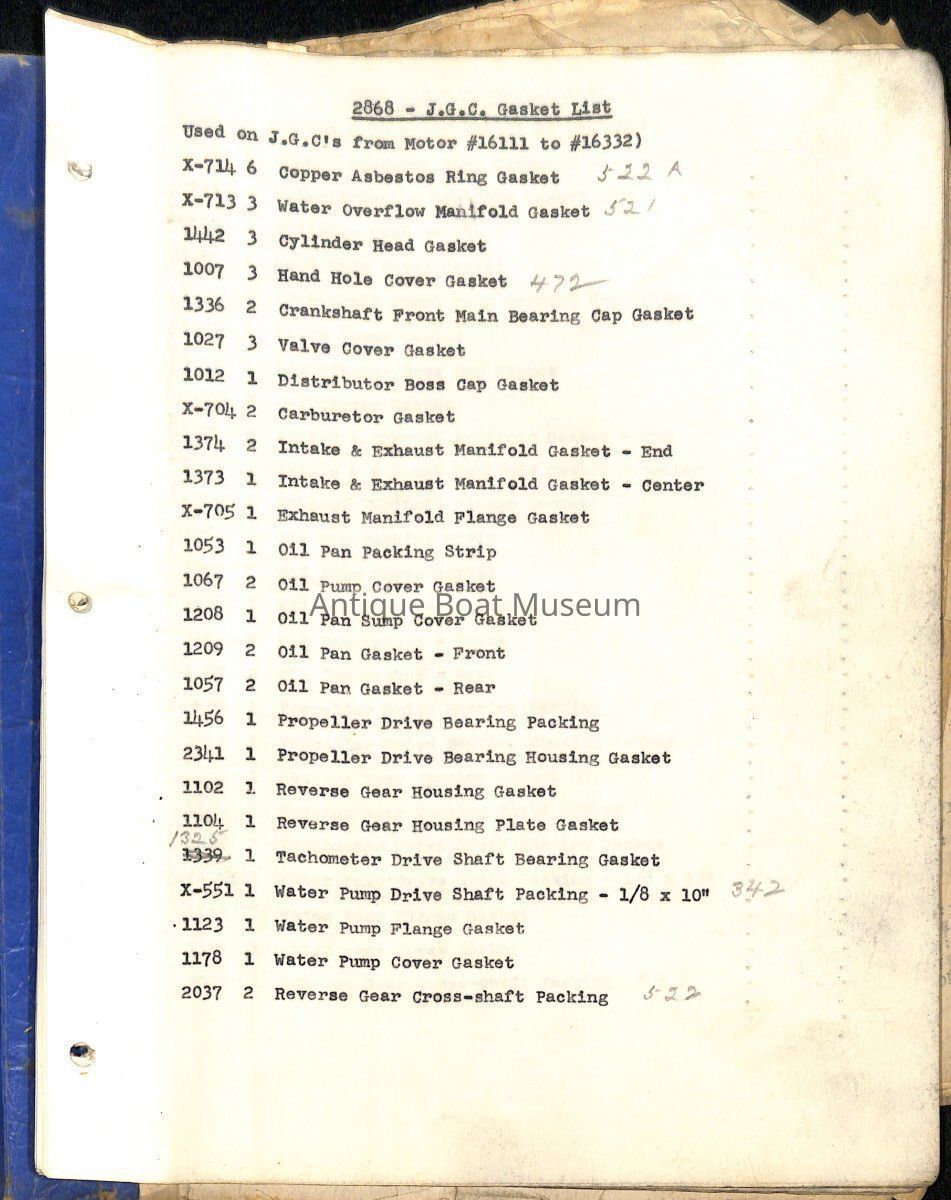 2868 - J.G.C. Gasket List
Used on J.G.C's from Motor #16111 to #16332)
X-714 6 Copper Asbestos Ring Gasket 522 A
X-713 3 Water Overflow Manifold Gasket 521
1442 3 Cylinder Head Gasket
1007 3 Hand Hole Cover Gasket 472
1336 2 Crankshaft Front Main Bearing Cap Gasket
1027 3 Valve Cover Gasket
1012 1 Distributor Boss Cap Gasket
X-704 2 Carburetor Gasket
1374 2 Intake & Exhaust Manifold Gasket - End
1373 1 Intake & Exhaust Manifold Gasket - Center
X-705 1 Exhaust Manifold Flange Gasket
1053 1 Oil Pan Packing Strip
1067 2 Oil Pump Cover Gasket
Antique Boat Museum
1208 1 Oil Pan Sump Cover Gasket
1209 2 Oil Pan Gasket - Front
1057 2 Oil Pan Gasket - Rear
1456 1 Propeller Drive Bearing Packing
2341 1 Propeller Drive Bearing Housing Gasket
1102 1 Reverse Gear Housing Gasket
1104 1 Reverse Gear Housing Plate Gasket
1325
1339 1 Tachometer Drive Shaft Bearing Gasket
X-551 1 Water Pump Drive Shaft Packing - 1/8 x 10" 342
1123 1 Water Pump Flange Gasket
1178 1 Water Pump Cover Gasket
2037 2 Reverse Gear Cross-shaft Packing 522